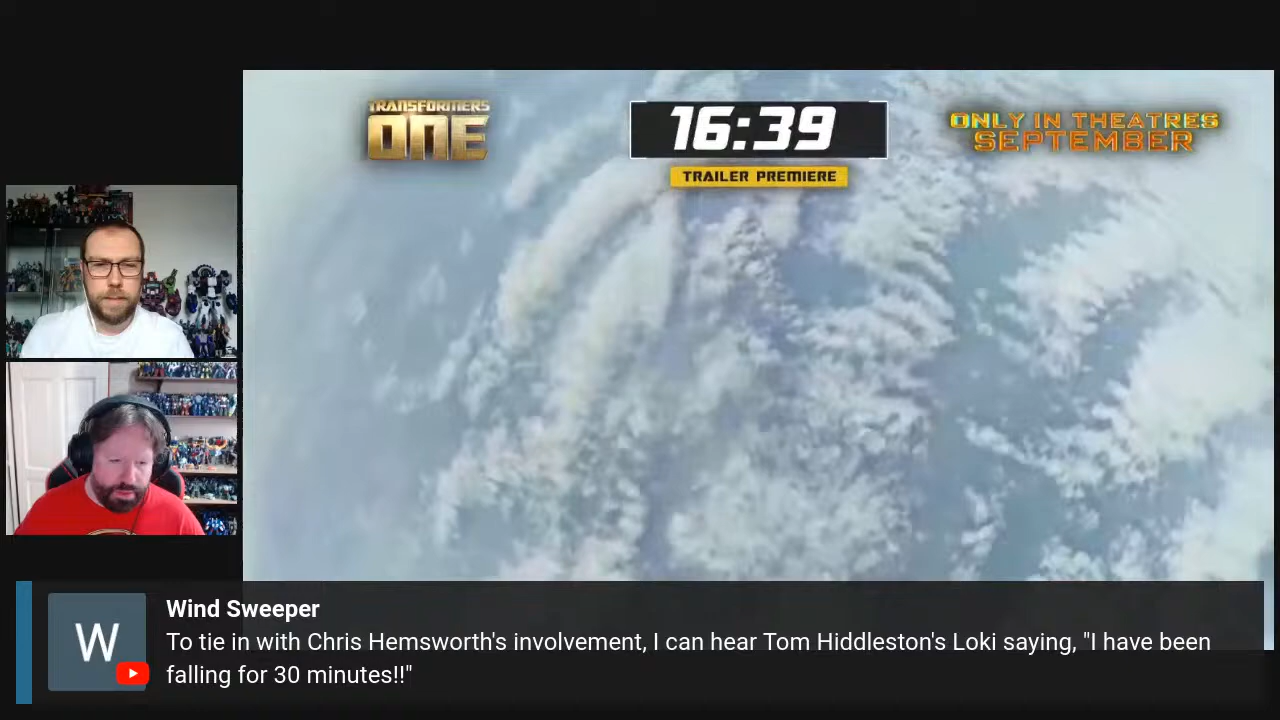 TRANSFORMERS
ONE
16:39
TRAILER PREMIERE
ONLY IN THEATRES
SEPTEMBER
W
Wind Sweeper
To tie in with Chris Hemsworth's involvement, I can hear Tom Hiddleston's Loki saying, "I have been
falling for 30 minutes!!"